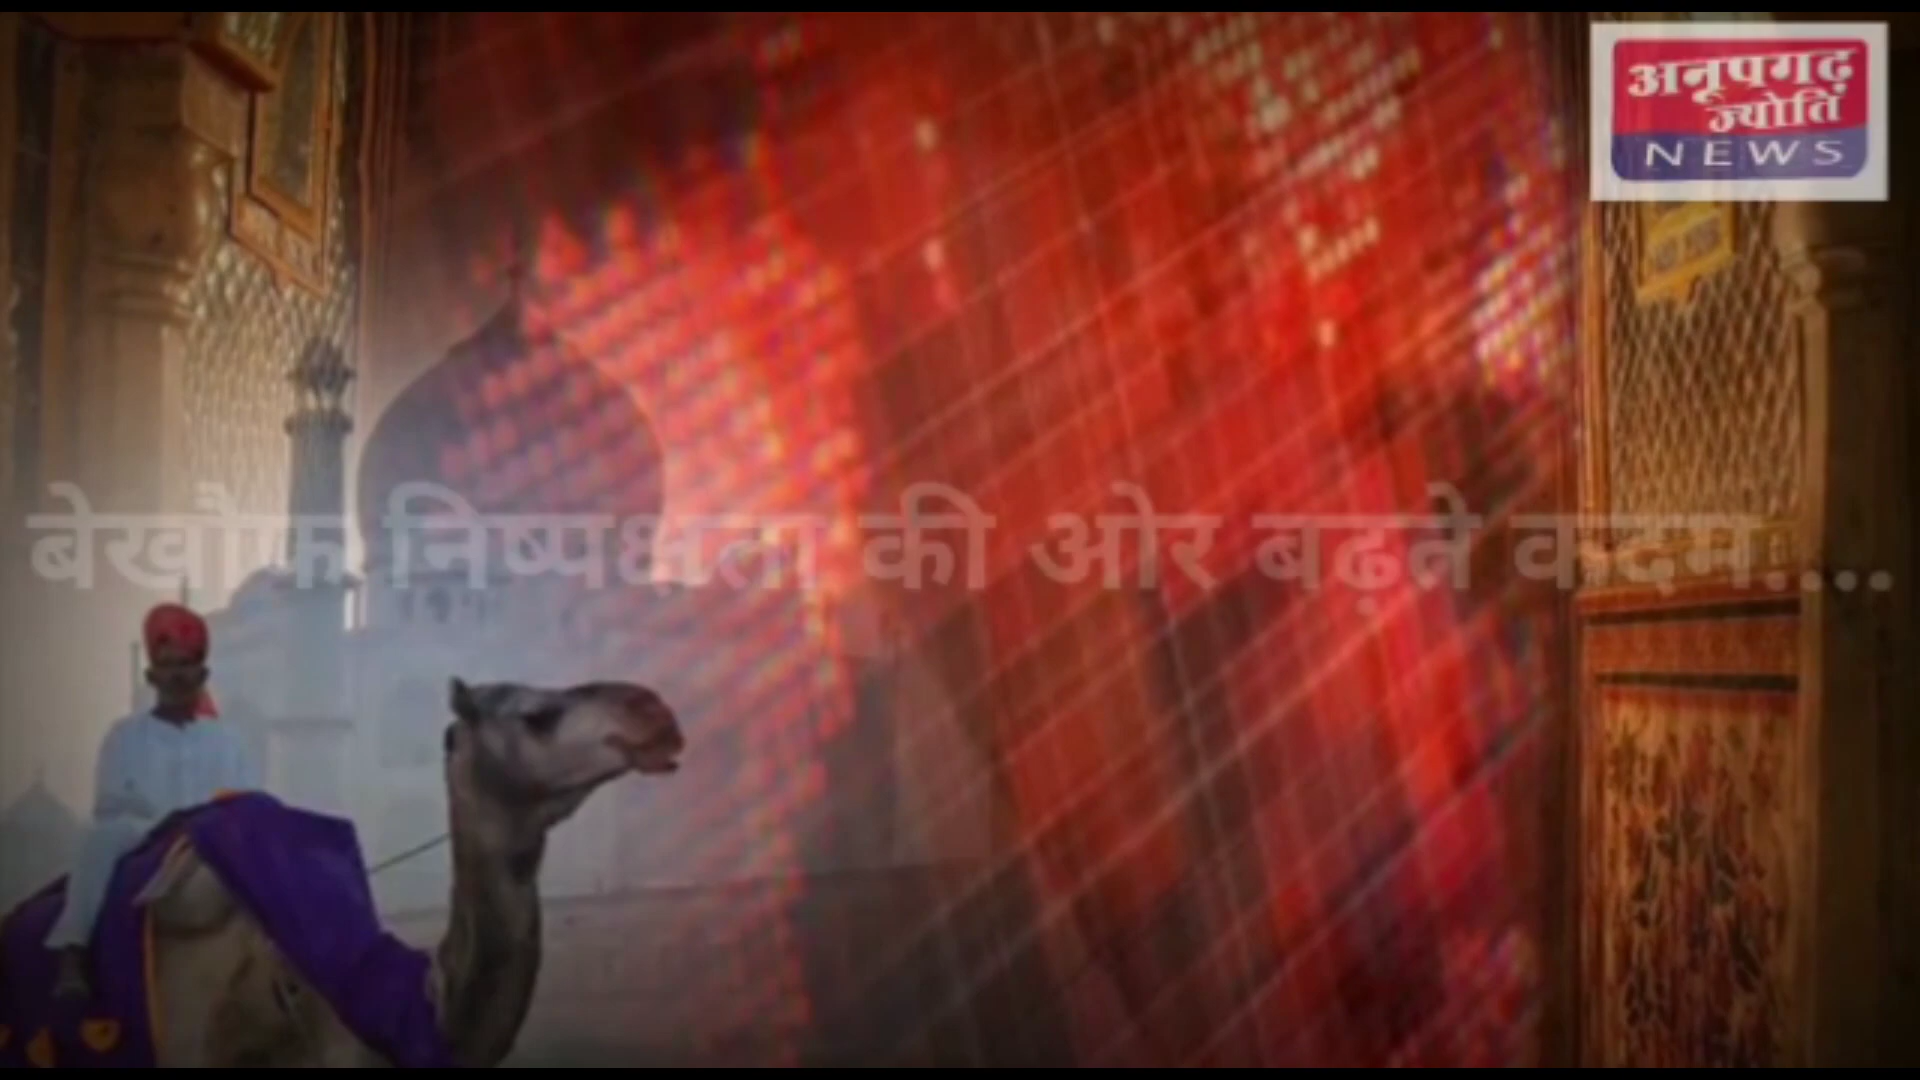 अनूपगढ़
ज्योति
NEWS
बेखौफ निष्पक्षता की ओर बढ़ते कदम....